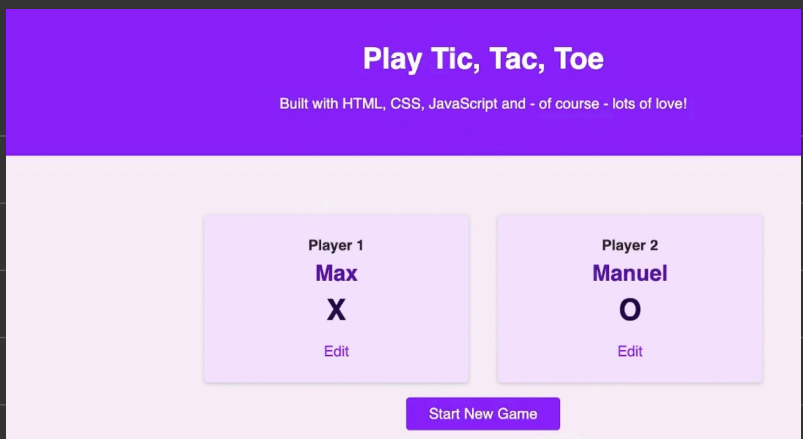 Play Tic, Tac, Toe
Built with HTML, CSS, JavaScript and - of course - lots of love!
Player 1
Max
X
Edit
Player 2
Manuel
O
Edit
Start New Game